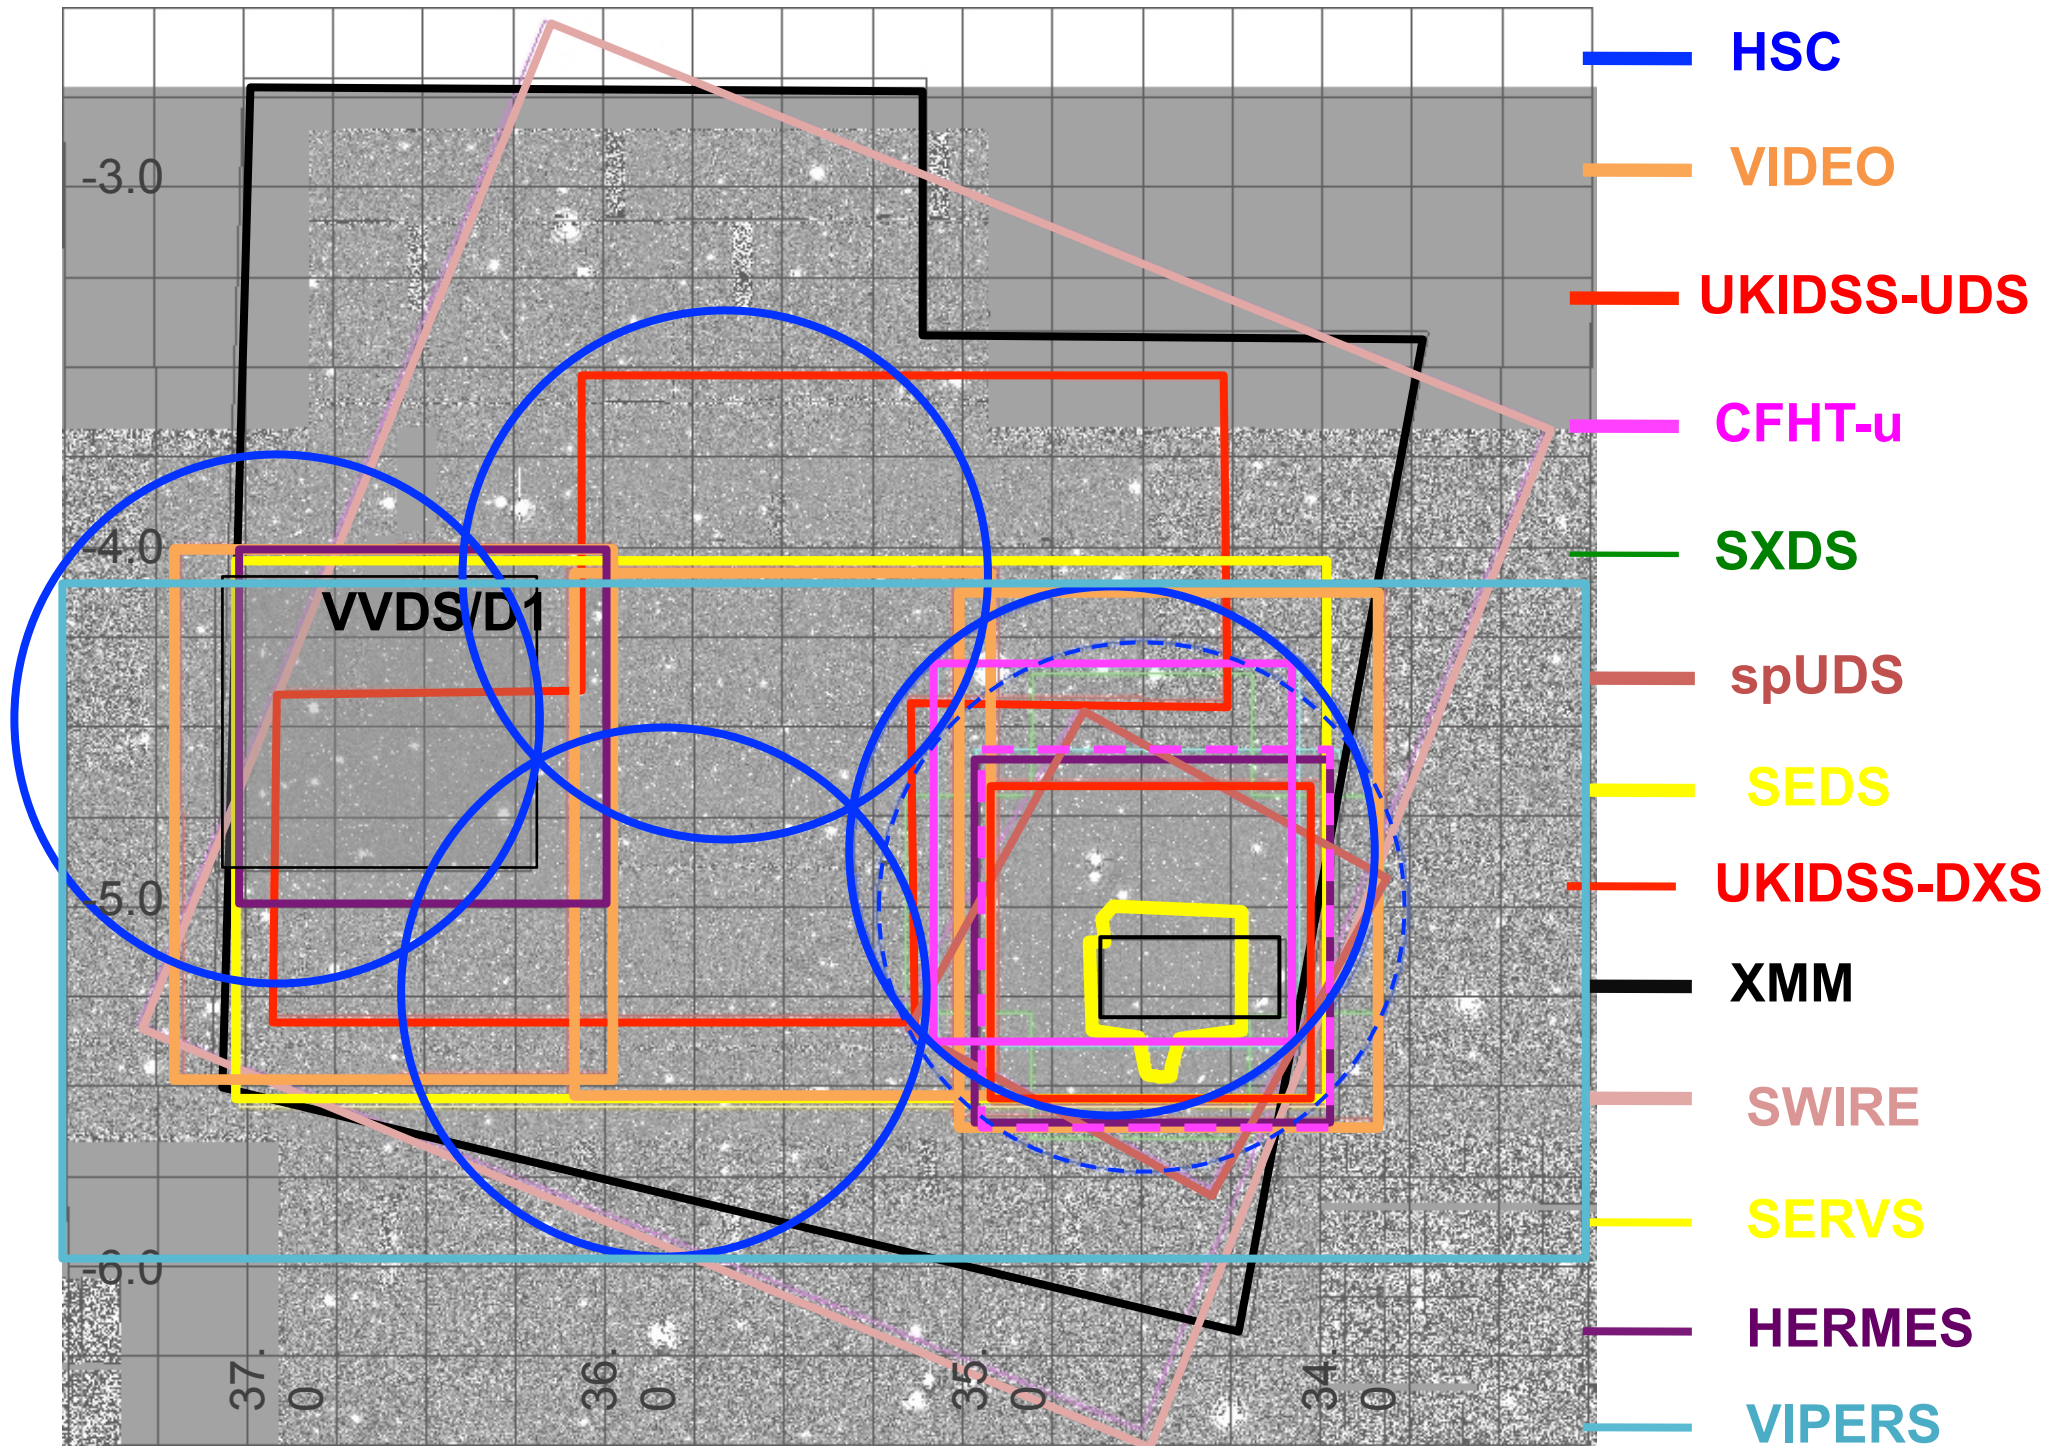 HSC
VIDEO
UKIDSS-UDS
CFHT-u
SXDS
spUDS
SEDS
UKIDSS-DXS
XMM
SWIRE
SERVS
HERMES
VIPERS
-3.0
-4.0
VVDS/D1
-5.0
-6.0
37.
0
36.
0
35.
0
34.
0